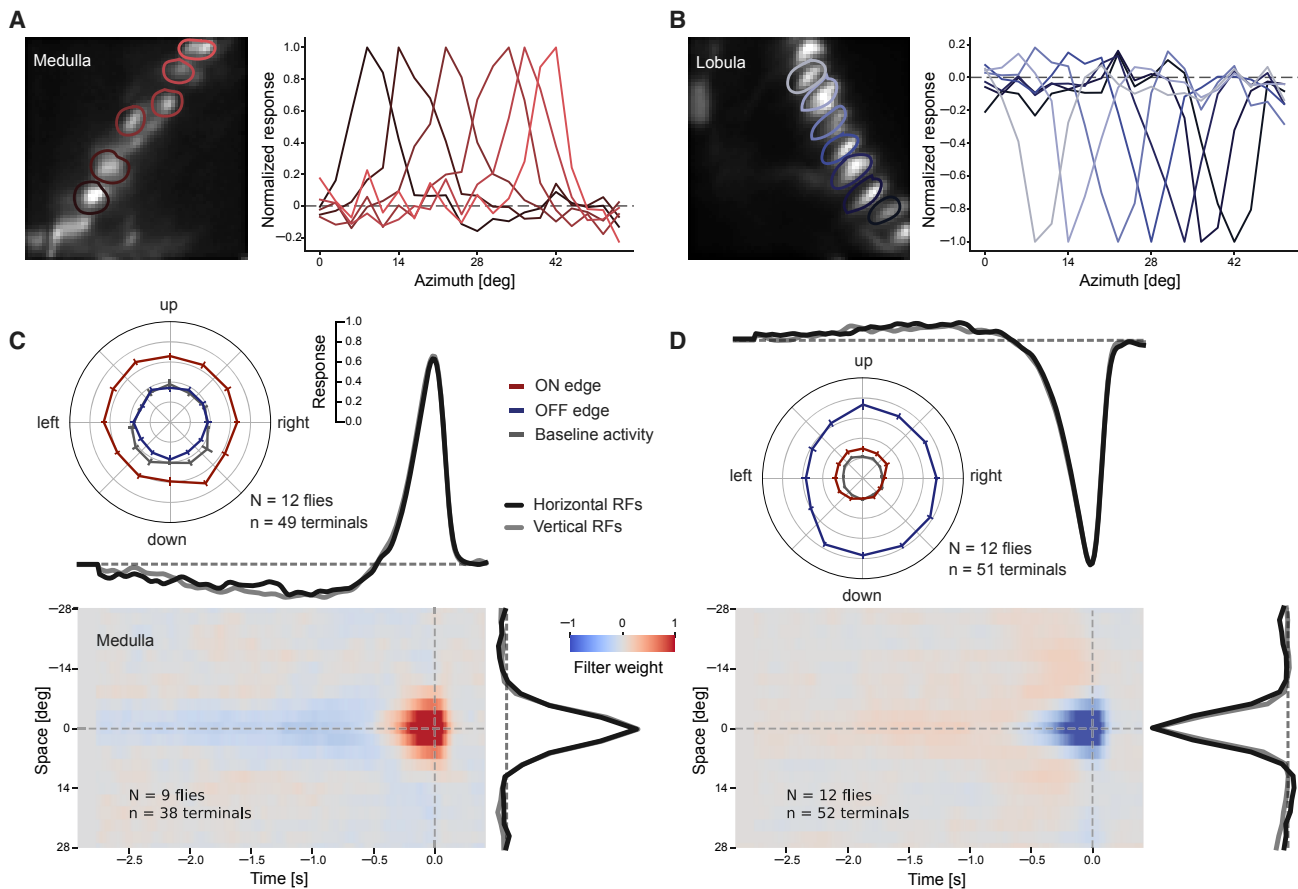 A
Medulla
Normalized response
1.0
0.8
0.6
0.4
0.2
0
−0.2
0
14
28
42
Azimuth [deg]
B
Lobula
Normalized response
0.2
0.0
−0.2
−0.4
−0.6
−0.8
−1.0
0
14
28
42
Azimuth [deg]
C
up
left
right
down
N = 12 flies
n = 49 terminals
Response
1.0
0.8
0.6
0.4
0.2
0.0
ON edge
OFF edge
Baseline activity
Horizontal RFs
Vertical RFs
D
up
left
right
down
N = 12 flies
n = 51 terminals
Medulla
Space [deg]
−28
−14
0
14
28
N = 9 flies
n = 38 terminals
−2.5
−2.0
−1.5
−1.0
−0.5
0.0
Time [s]
−1
0
1
Filter weight
Space [deg]
−28
−14
0
14
28
N = 12 flies
n = 52 terminals
−2.5
−2.0
−1.5
−1.0
−0.5
0.0
Time [s]